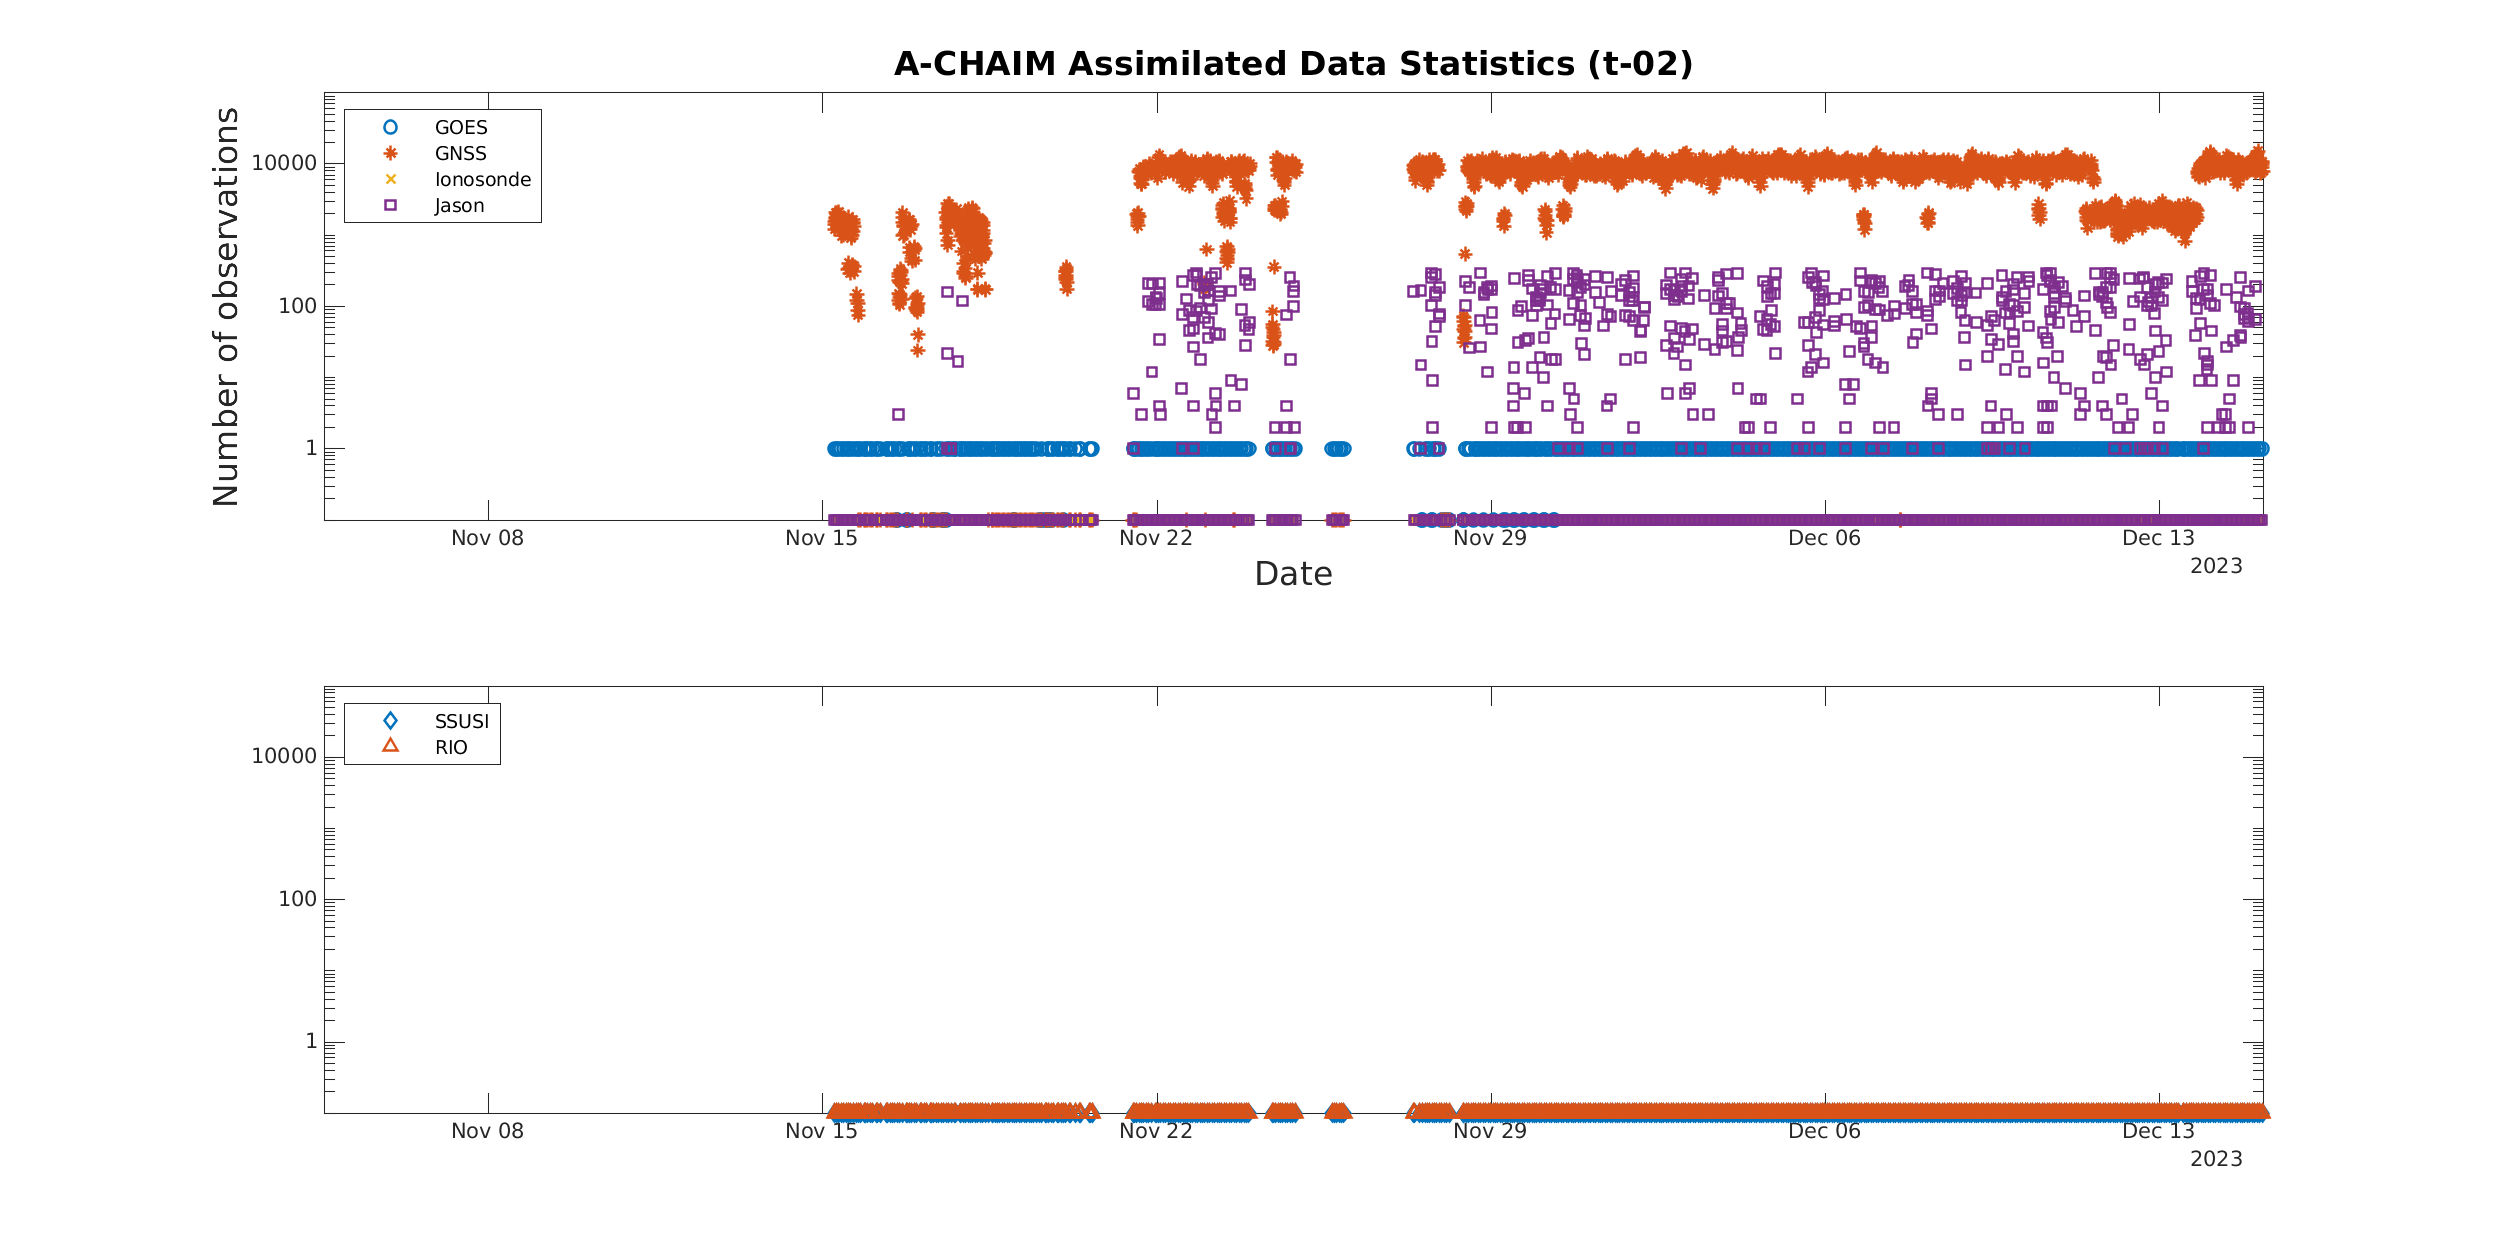 A-CHAIM Assimilated Data Statistics (t-02)
Number of observations
10000
100
1
GOES
GNSS
Ionosonde
Jason
Nov 08
Nov 15
Nov 22
Nov 29
Dec 06
Dec 13
2023
Date
10000
100
1
SSUSI
RIO
Nov 08
Nov 15
Nov 22
Nov 29
Dec 06
Dec 13
2023